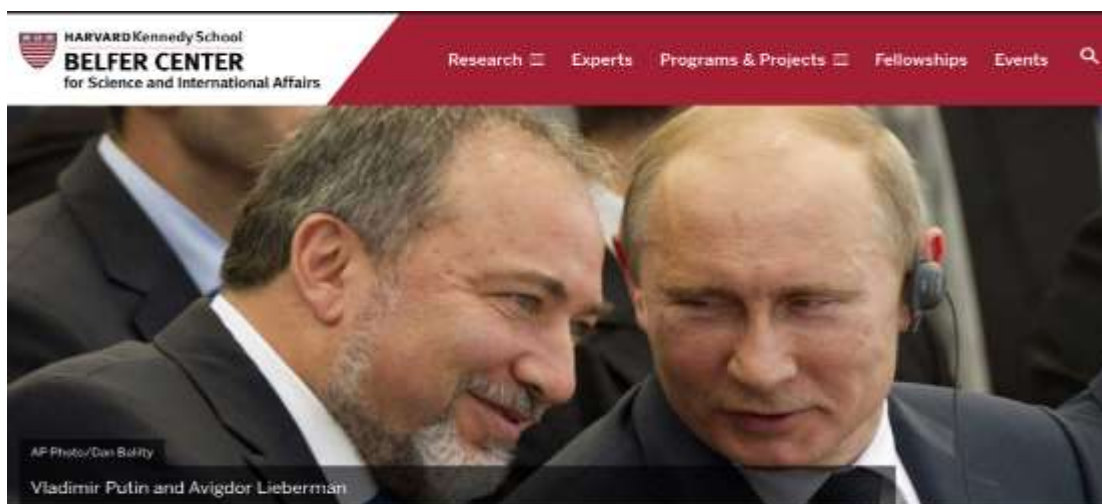 HARVARD Kennedy School
BELFER CENTER
for Science and International Affairs
Research Experts Programs & Projects Fellowships Events
AP Photo/Dan Balilty
Vladimir Putin and Avigdor Lieberman